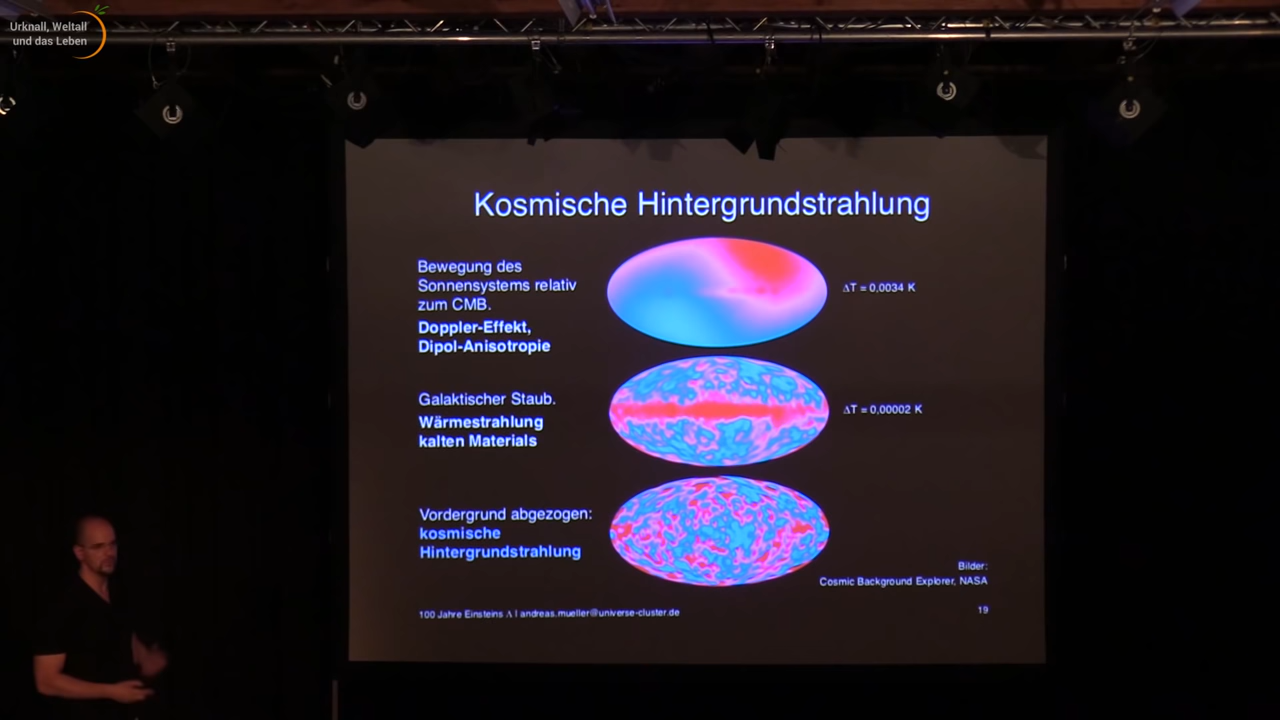 Urknall, Weltall
und das Leben
Kosmische Hintergrundstrahlung
Bewegung des
Sonnensystems relativ
zum CMB.
Doppler-Effekt,
Dipol-Anisotropie
ΔT = 0,0034 K
Galaktischer Staub.
Wärmestrahlung
kalten Materials
ΔT = 0,00002 K
Vordergrund abgezogen:
kosmische
Hintergrundstrahlung
Bilder:
Cosmic Background Explorer, NASA
100 Jahre Einsteins Λ | andreas.mueller@universe-cluster.de
19